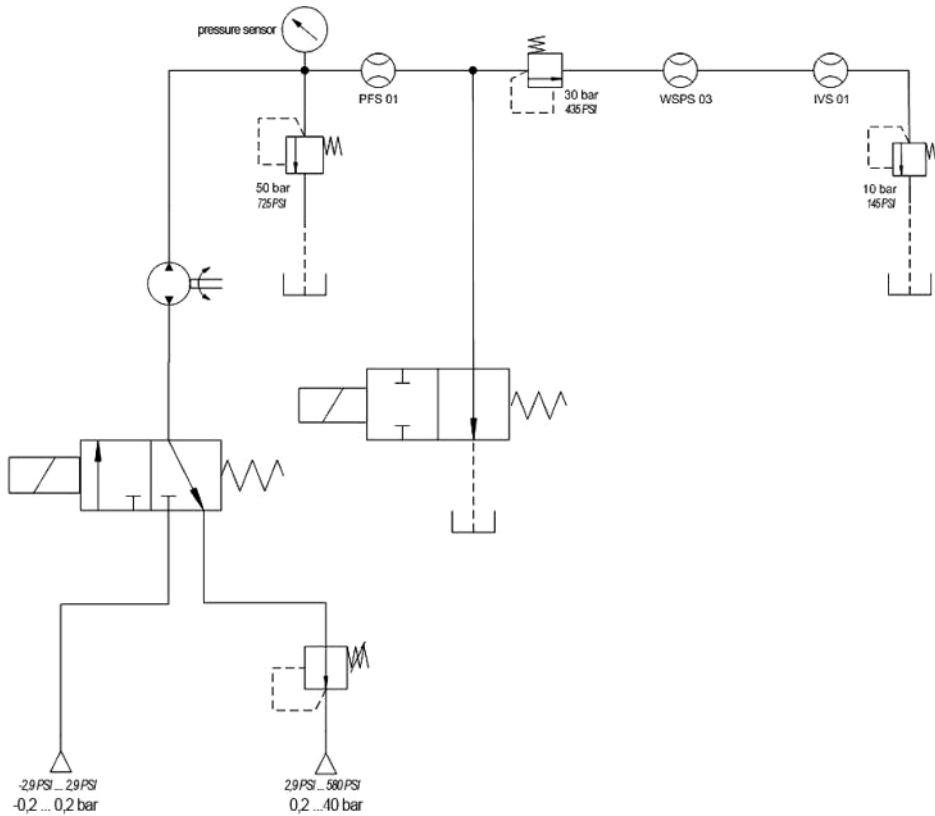 pressure sensor
PFS 01
30 bar
435 PSI
WSPS 03
IVS 01
50 bar
725 PSI
10 bar
145 PSI
-2,9 PSI ... 2,9 PSI
-0,2 ... 0,2 bar
2,9 PSI ... 580 PSI
0,2 ...40 bar